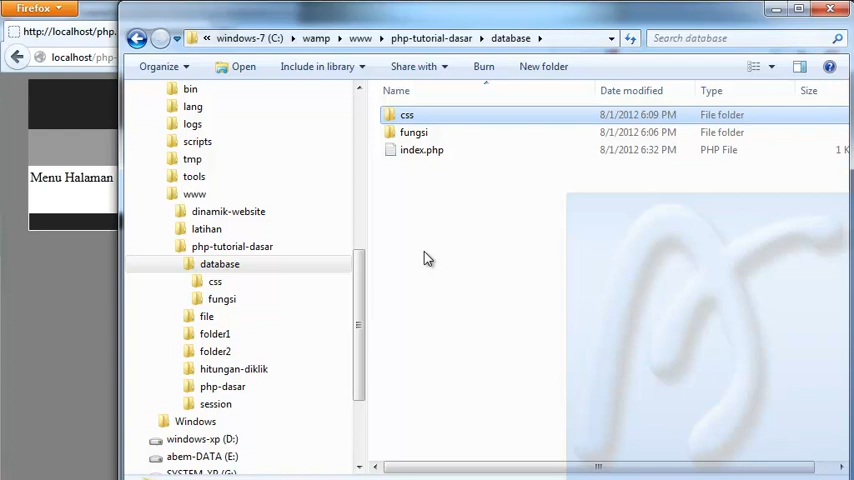 Firefox
http://localhost/php.
localhost/php-
Menu Halaman
windows-7 (C:) wamp www php-tutorial-dasar database
Search database
Organize Open Include in library Share with Burn New folder
bin
lang
logs
scripts
tmp
tools
www
dinamik-website
latihan
php-tutorial-dasar
database
css
fungsi
file
folder1
folder2
hitungan-diklik
php-dasar
session
Windows
windows-xp (D:)
abem-DATA (E:)
SYSTEM_XP (G:)
Name Date modified Type Size
css 8/1/2012 6:09 PM File folder
fungsi 8/1/2012 6:06 PM File folder
index.php 8/1/2012 6:32 PM PHP File 1 K